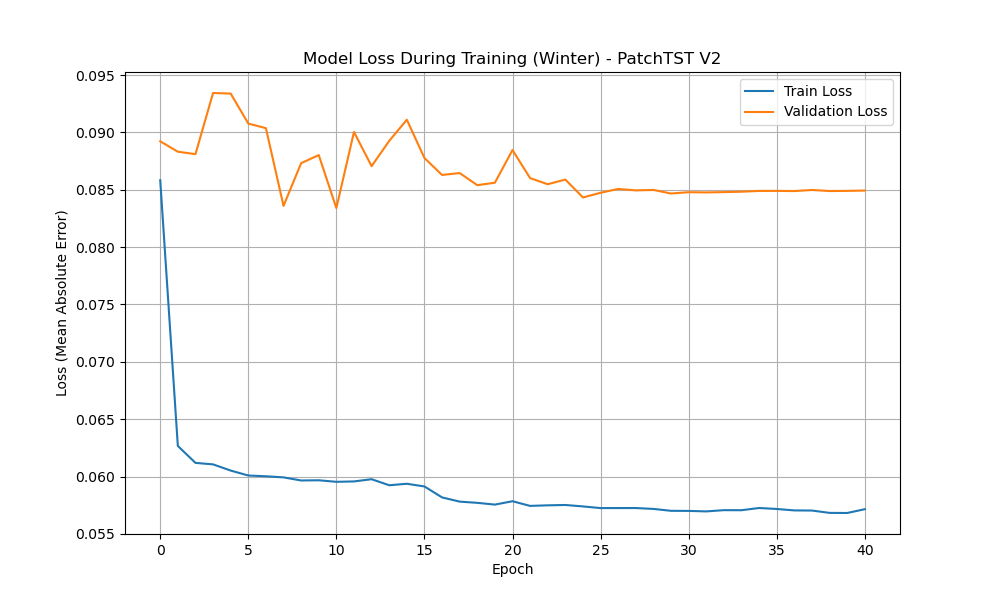 Model Loss During Training (Winter) - PatchTST V2
Train Loss
Validation Loss
Loss (Mean Absolute Error)
0.095
0.090
0.085
0.080
0.075
0.070
0.065
0.060
0.055
0 5 10 15 20 25 30 35 40
Epoch